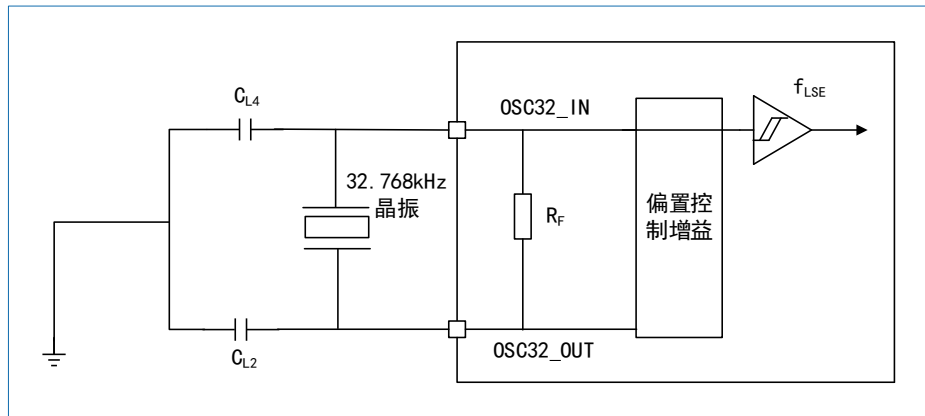 C_L4
f_LSE
OSC32_IN
32.768kHz
晶振
R_F
偏置控
制增益
OSC32_OUT
C_L2